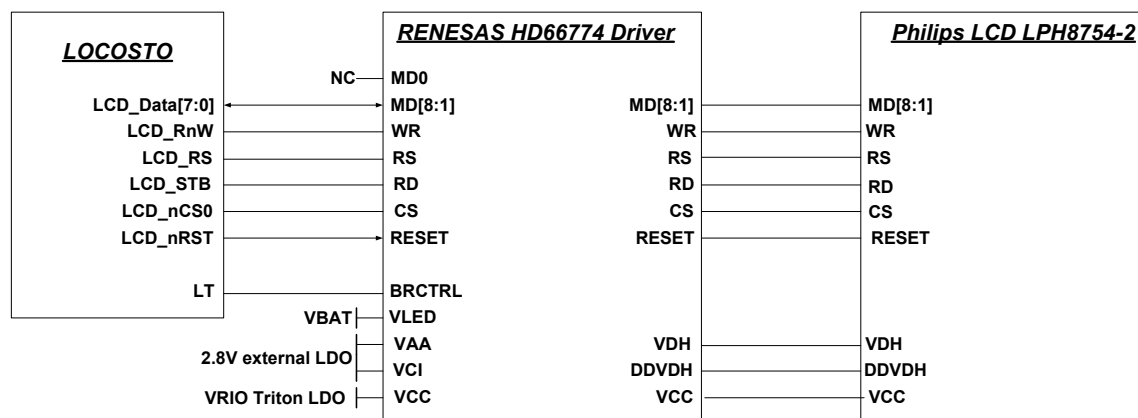 RENESAS HD66774 Driver
Philips LCD LPH8754-2
LOCOSTO
NC MD0
LCD_Data[7:0] MD[8:1] MD[8:1] MD[8:1]
LCD_RnW WR WR WR
LCD_RS RS RS RS
LCD_STB RD RD RD
LCD_nCS0 CS CS CS
LCD_nRST RESET RESET RESET
LT BRCTRL
VBAT VLED
2.8V external LDO
VAA VDH VDH
VCI DDVDH DDVDH
VRIO Triton LDO VCC VCC VCC